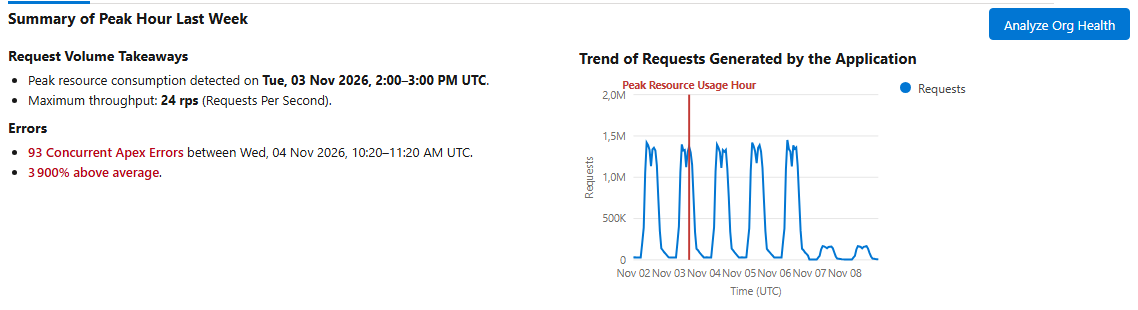 Summary of Peak Hour Last Week
Analyze Org Health
Request Volume Takeaways
• Peak resource consumption detected on Tue, 03 Nov 2026, 2:00–3:00 PM UTC.
• Maximum throughput: 24 rps (Requests Per Second).
Errors
• 93 Concurrent Apex Errors between Wed, 04 Nov 2026, 10:20–11:20 AM UTC.
• 3 900% above average.
Trend of Requests Generated by the Application
Peak Resource Usage Hour
Requests
2,0M
1,5M
1,0M
500K
0
Requests
Nov 02 Nov 03 Nov 04 Nov 05 Nov 06 Nov 07 Nov 08
Time (UTC)